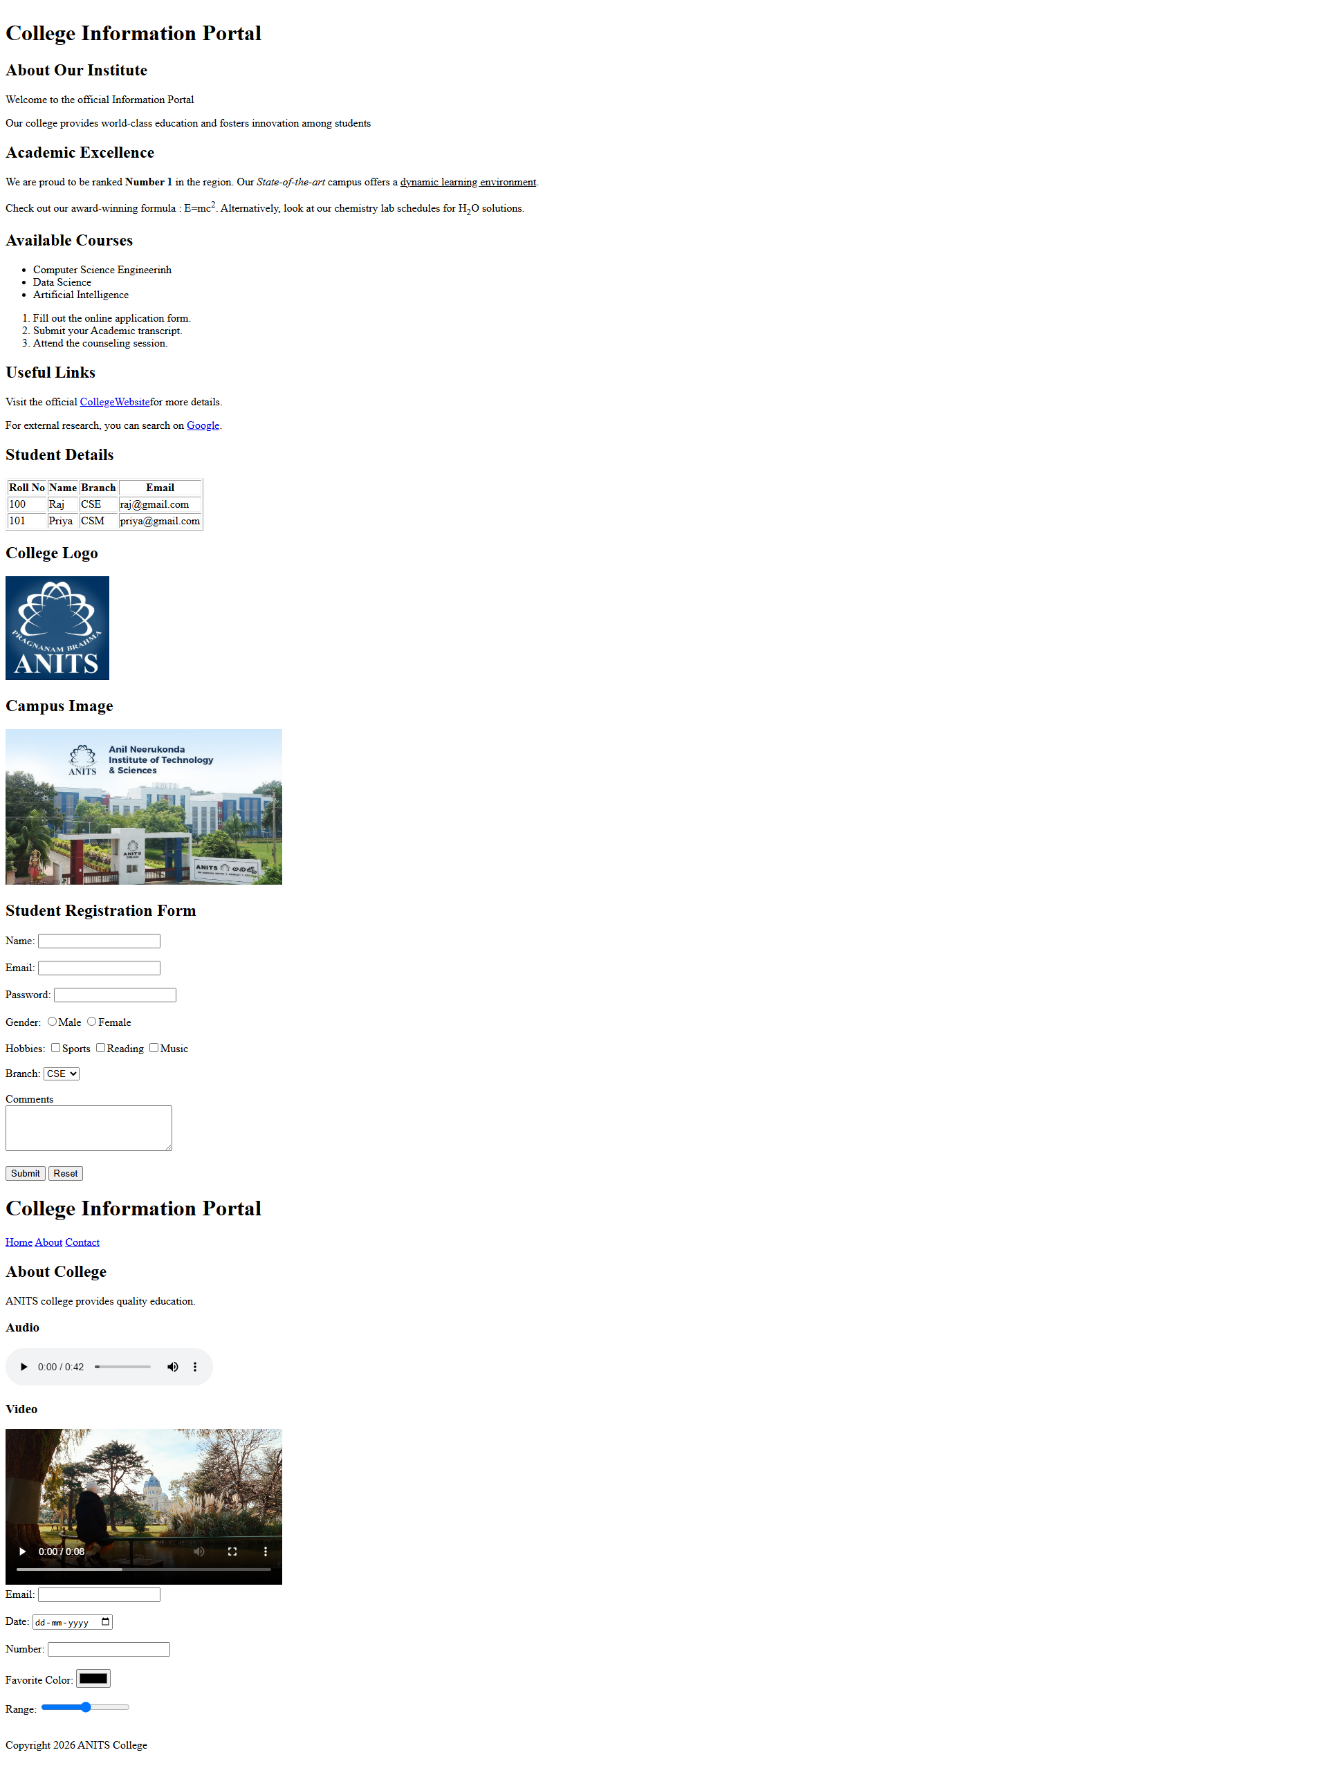 College Information Portal
About Our Institute
Welcome to the official Information Portal
Our college provides world-class education and fosters innovation among students
Academic Excellence
We are proud to be ranked Number 1 in the region. Our State-of-the-art campus offers a dynamic learning environment.
Check out our award-winning formula : E=mc². Alternatively, look at our chemistry lab schedules for H₂O solutions.
Available Courses
• Computer Science Engineerinh
• Data Science
• Artificial Intelligence
1. Fill out the online application form.
2. Submit your Academic transcript.
3. Attend the counseling session.
Useful Links
Visit the official CollegeWebsitefor more details.
For external research, you can search on Google.
Student Details
Roll No Name Branch Email
100 Raj CSE raj@gmail.com
101 Priya CSM priya@gmail.com
College Logo
PRAGNANAM BRAHMA
ANITS
Campus Image
Anil Neerukonda
Institute of Technology
& Sciences
ANITS
ANITS
ANITS
Student Registration Form
Name:
Email:
Password:
Gender: Male Female
Hobbies: Sports Reading Music
Branch: CSE
Comments
Submit Reset
College Information Portal
Home About Contact
About College
ANITS college provides quality education.
Audio
0:00 / 0:42
Video
0:00 / 0:08
Email:
Date: dd-mm-yyyy
Number:
Favorite Color:
Range:
Copyright 2026 ANITS College